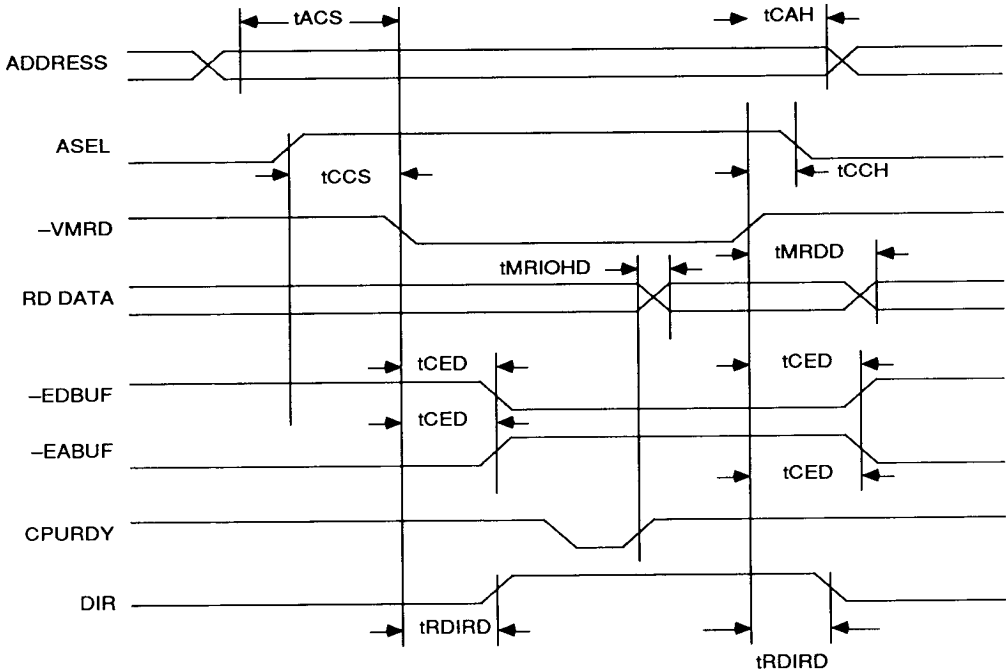 tACS
tCAH
ADDRESS
ASEL
tCCS
tCCH
–VMRD
tMRIOHD
tMRDD
RD DATA
tCED
tCED
–EDBUF
tCED
–EABUF
tCED
CPURDY
DIR
tRDIRD
tRDIRD